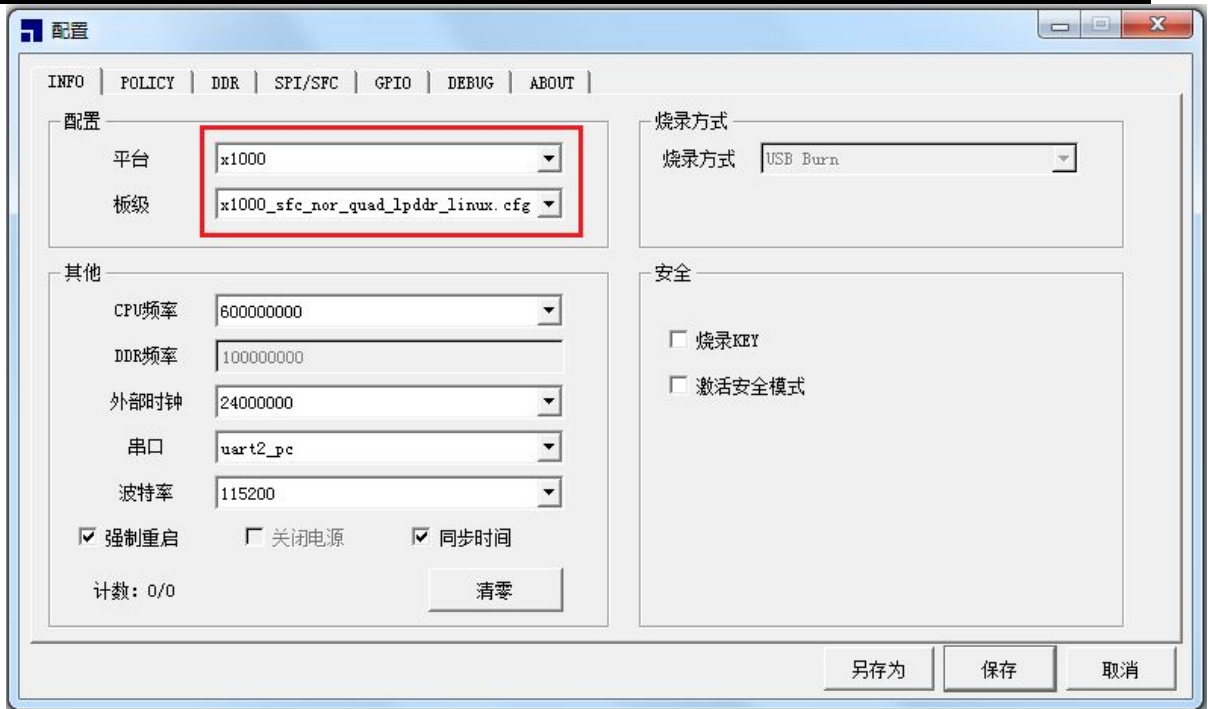 配置
INFO POLICY DDR SPI/SFC GPIO DEBUG ABOUT
配置
平台 x1000
板级 x1000_sfc_nor_quad_lpddr_linux.cfg
烧录方式
烧录方式 USB Burn
其他
CPU频率 600000000
DDR频率 100000000
外部时钟 24000000
串口 uart2_pc
波特率 115200
强制重启 关闭电源 同步时间
计数: 0/0 清零
安全
烧录KEY
激活安全模式
另存为 保存 取消